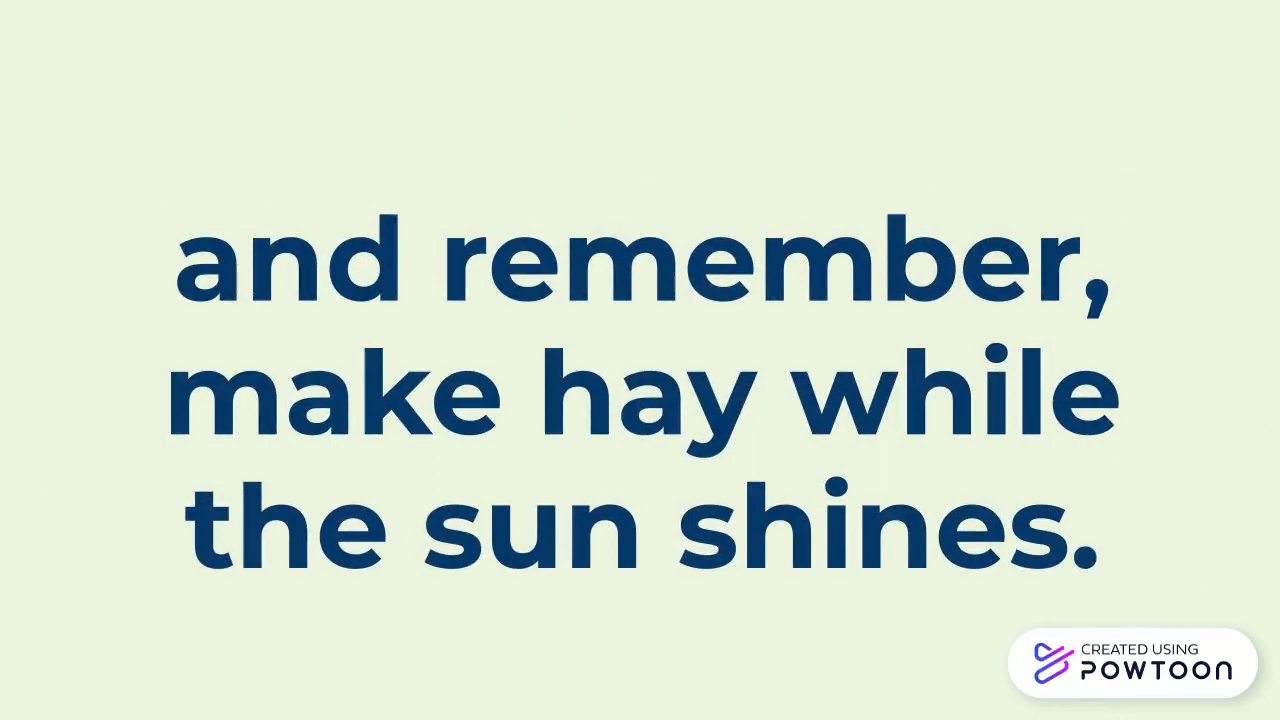 and remember,
make hay while
the sun shines.
CREATED USING
POWTOON